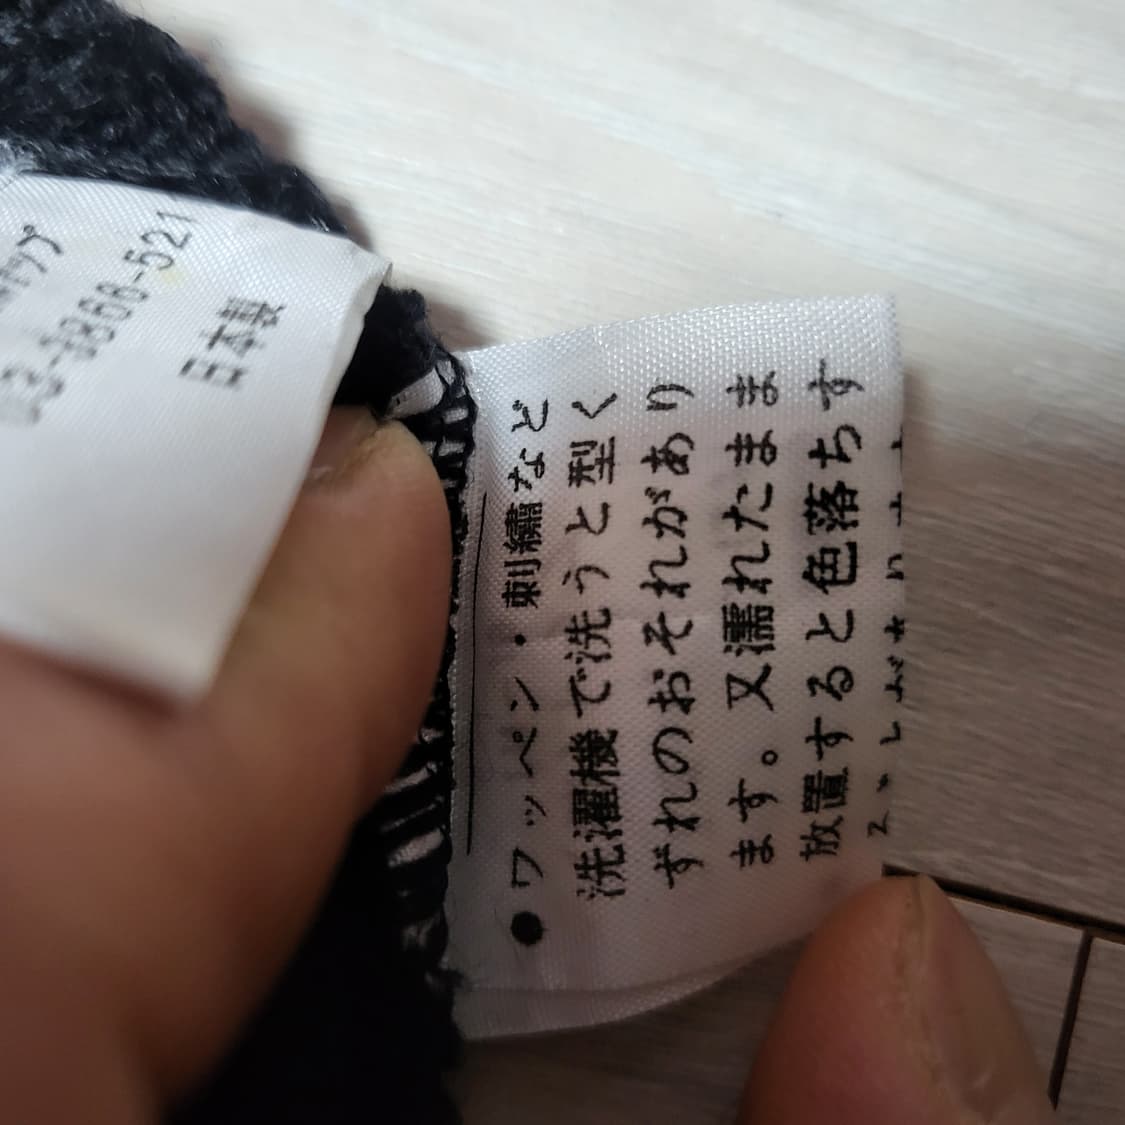 日本製
●ワッペン・刺繍など
洗濯機で洗うと型く
ずれのおそれがあり
ます。又濡れたまま
放置すると色落ちす